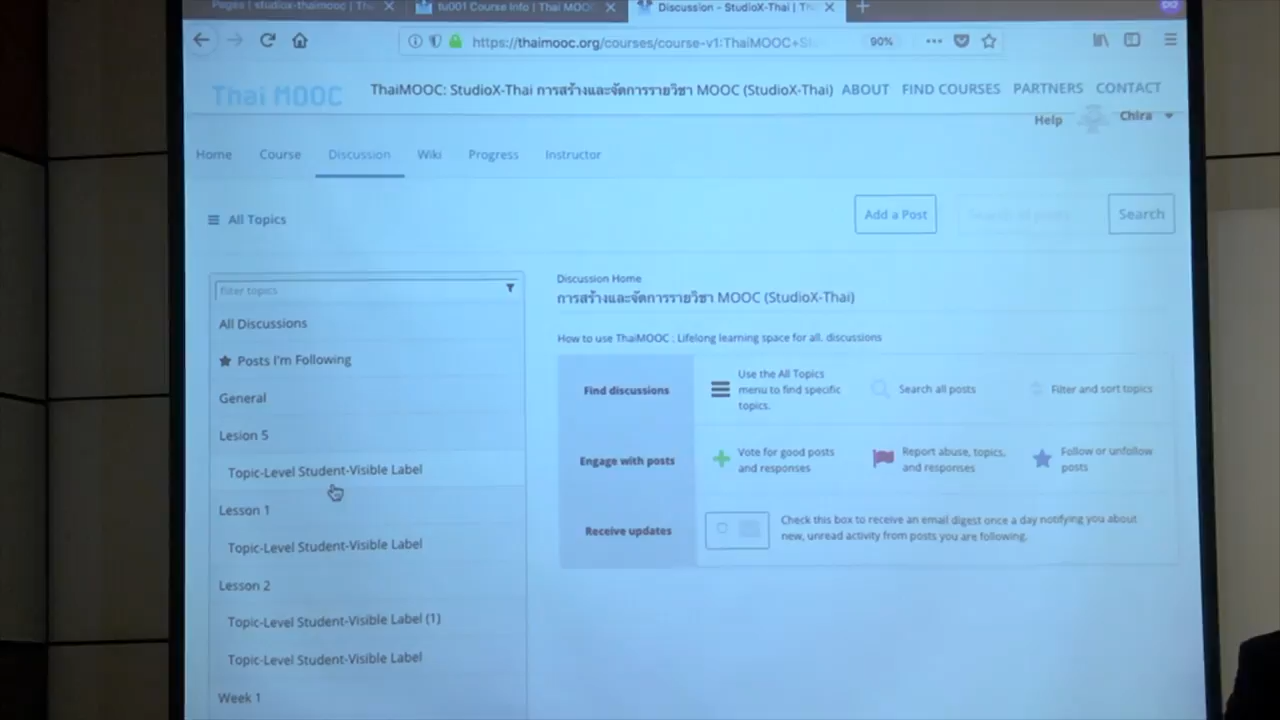 Pages | studiox-thaimooc | Th
tu001 Course Info | Thai MOO
Discussion - StudioX-Thai | Th
https://thaimooc.org/courses/course-v1:ThaiMOOC+S
90%
Thai MOOC
ThaiMOOC: StudioX-Thai การสร้างและจัดการรายวิชา MOOC (StudioX-Thai)
ABOUT FIND COURSES PARTNERS CONTACT
Help
Chira
Home Course Discussion Wiki Progress Instructor
All Topics
Add a Post
Search all posts
Search
filter topics
All Discussions
Posts I'm Following
General
Lesion 5
Topic-Level Student-Visible Label
Lesson 1
Topic-Level Student-Visible Label
Lesson 2
Topic-Level Student-Visible Label (1)
Topic-Level Student-Visible Label
Week 1
Discussion Home
การสร้างและจัดการรายวิชา MOOC (StudioX-Thai)
How to use ThaiMOOC : Lifelong learning space for all. discussions
Find discussions
Use the All Topics
menu to find specific
topics.
Search all posts
Filter and sort topics
Engage with posts
Vote for good posts
and responses
Report abuse, topics,
and responses
Follow or unfollow
posts
Receive updates
Check this box to receive an email digest once a day notifying you about
new, unread activity from posts you are following.